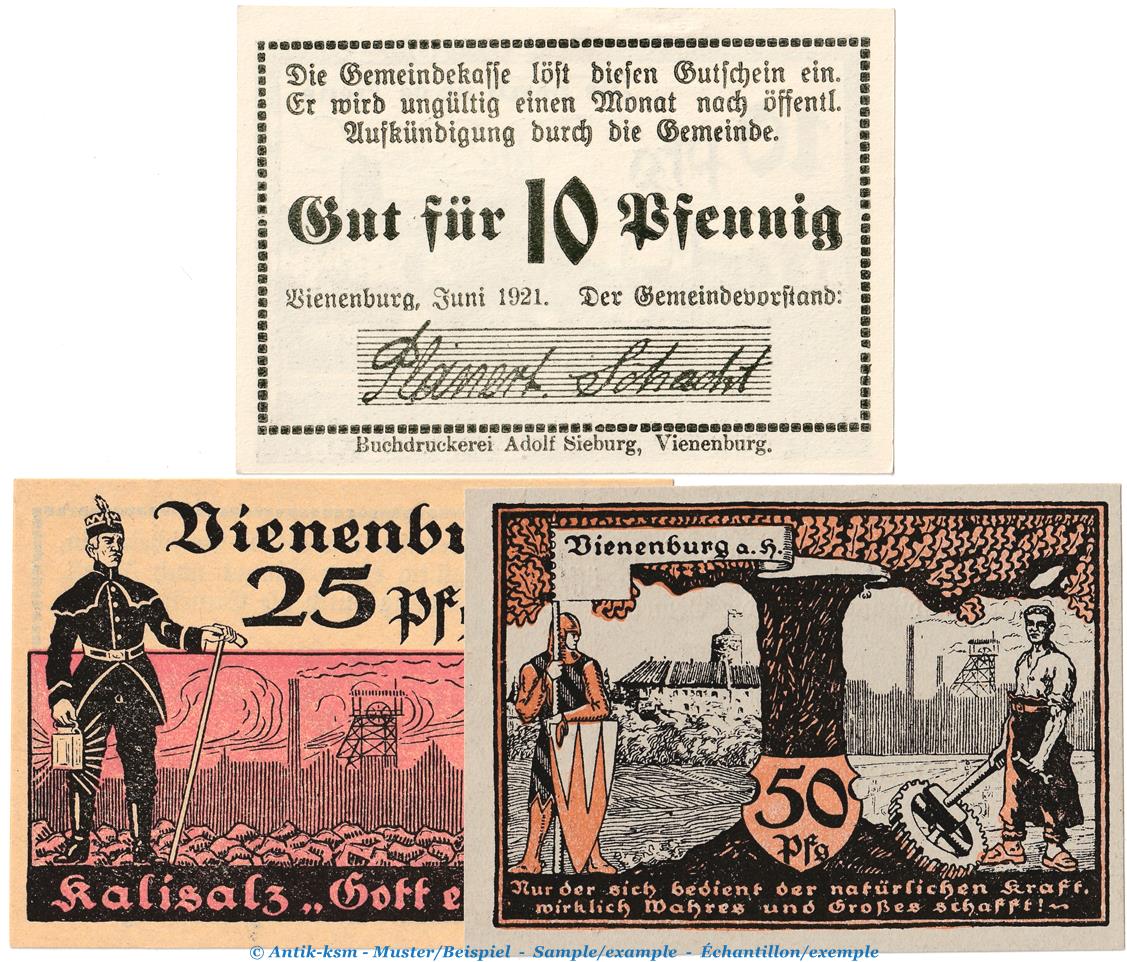 Die Gemeindekasse löst diesen Gutschein ein.
Er wird ungültig einen Monat nach öffentl.
Aufkündigung durch die Gemeinde.
Gut für 10 Pfennig
Vienenburg, Juni 1921. Der Gemeindevorstand:
Plänert. Schacht
Buchdruckerei Adolf Sieburg, Vienenburg.
Vienenbu
25 Pfg
Kalisalz „Gott e
Vienenburg a. H.
50
Pfg
Nur der sich bedient der natürlichen Kraft,
wirklich Wahres und Großes schafft!~
© Antik-ksm - Muster/Beispiel - Sample/example - Échantillon/exemple